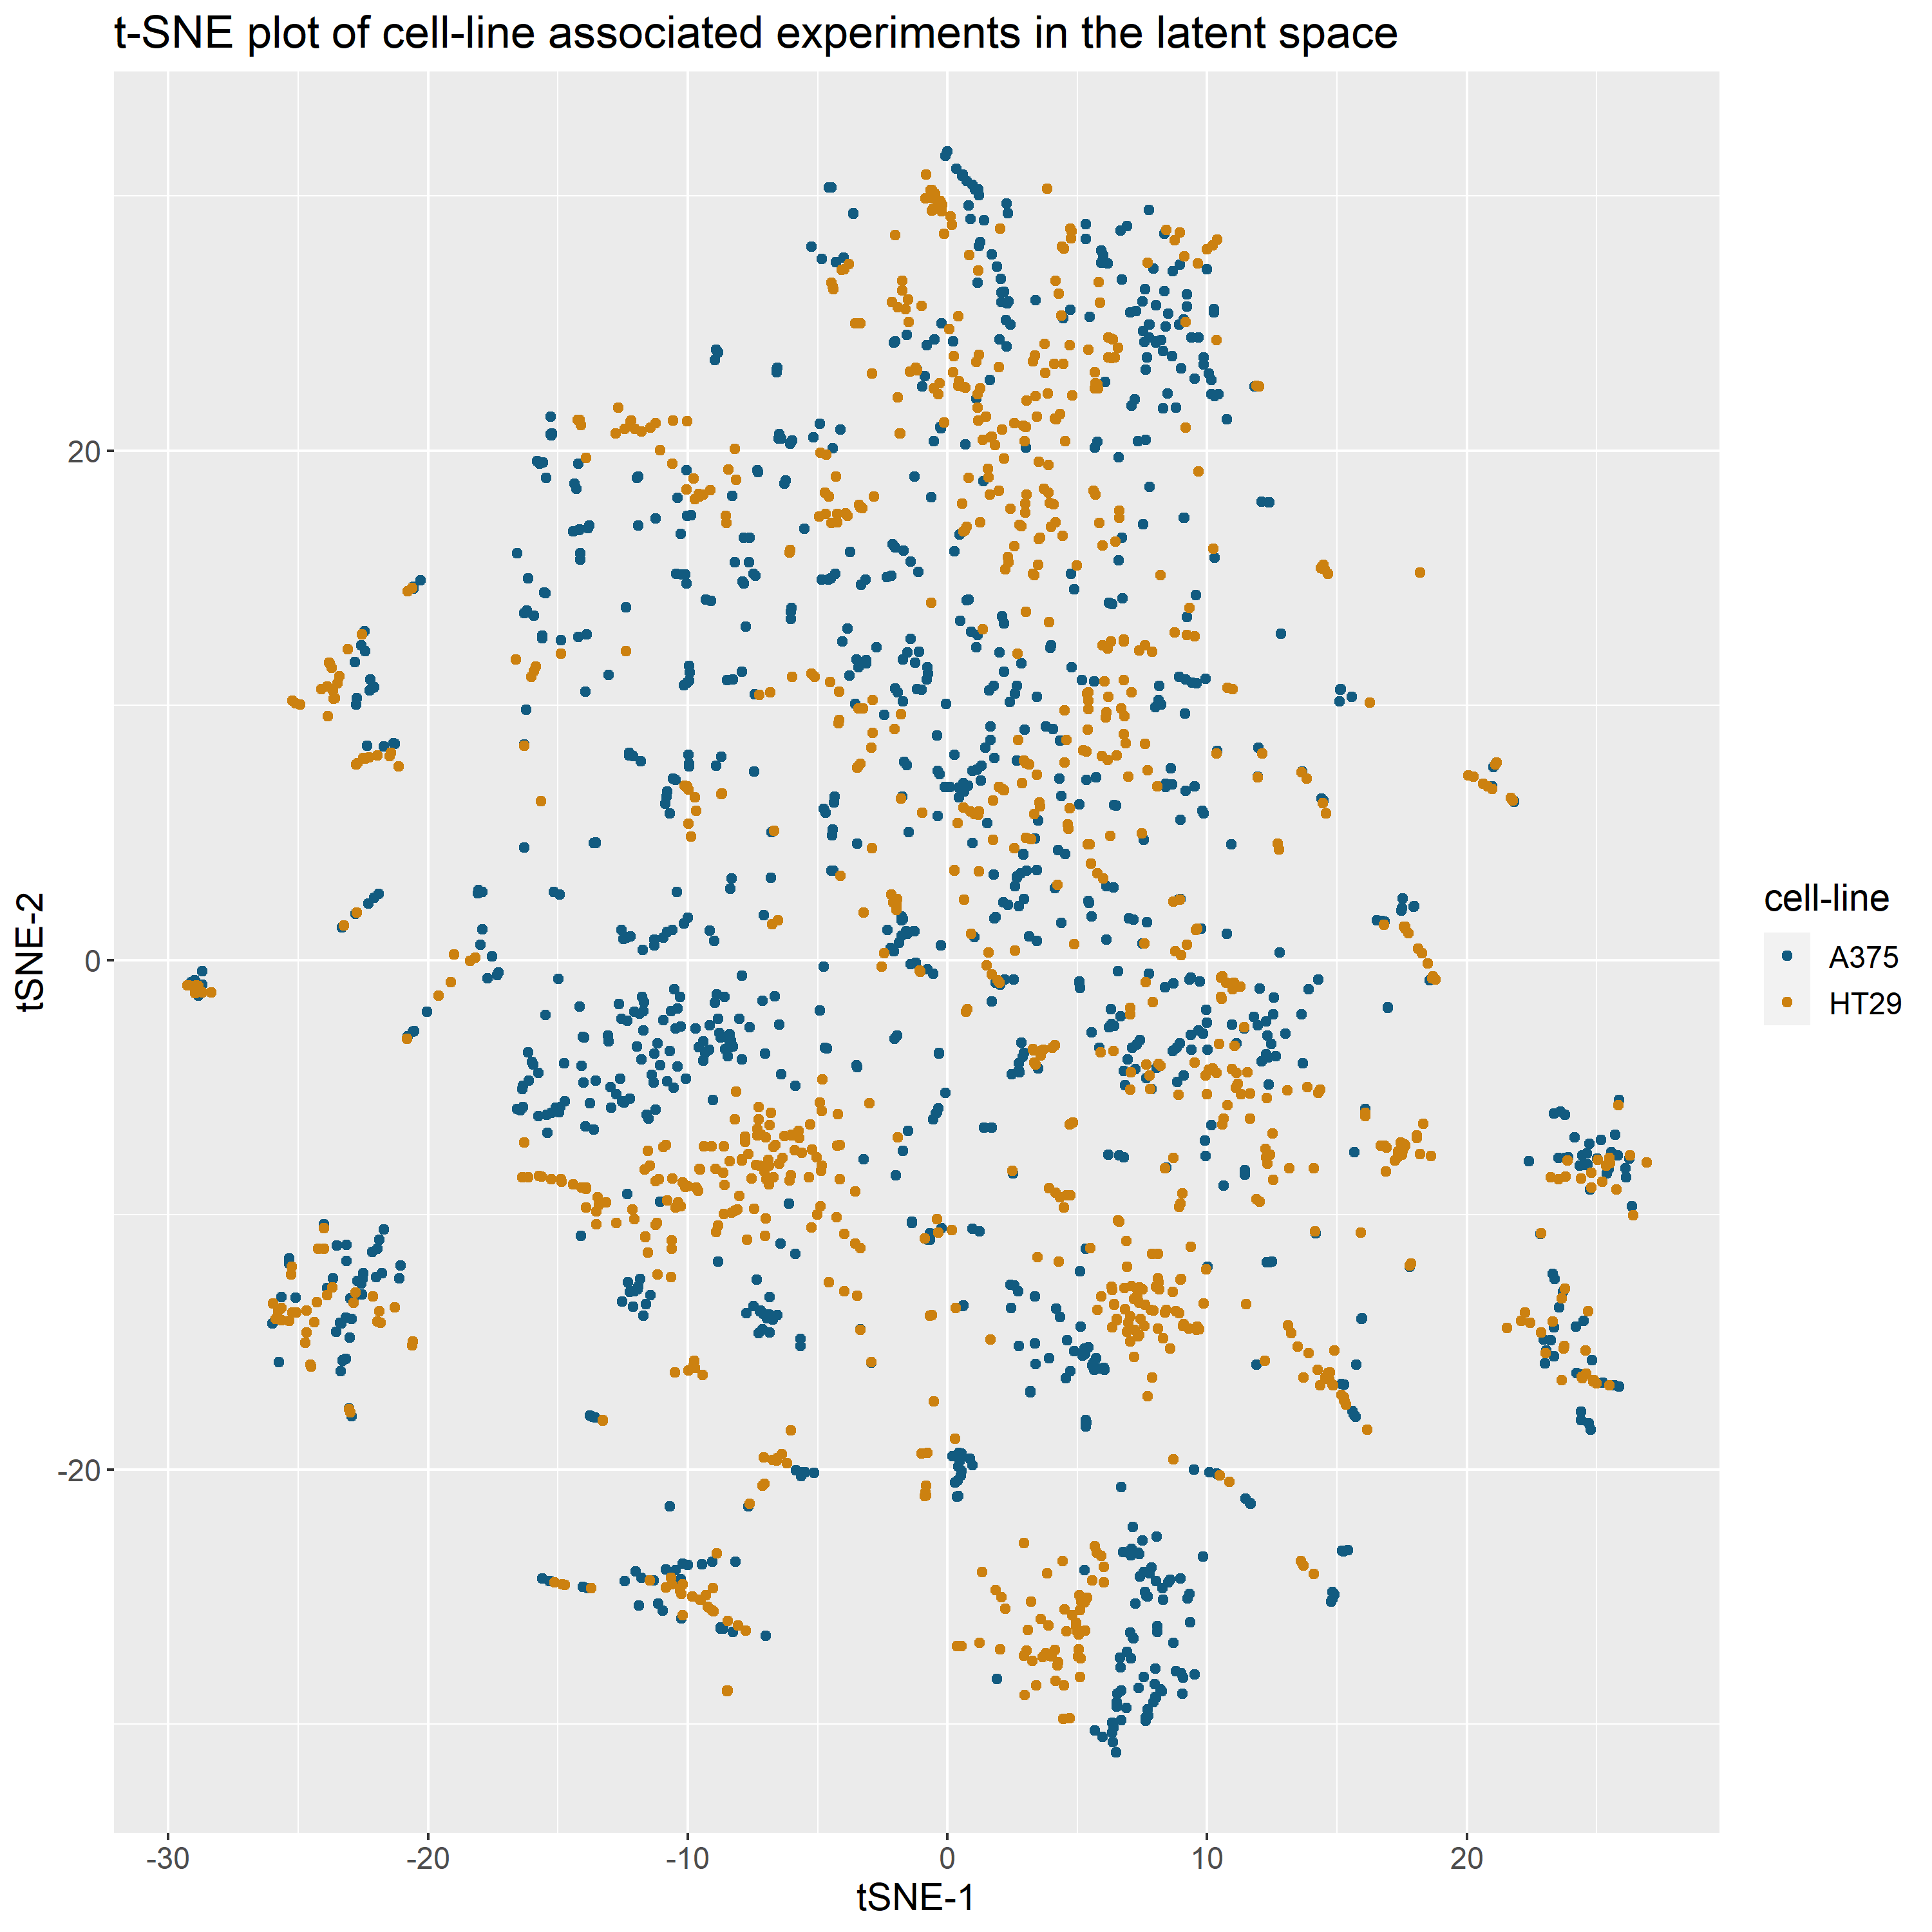 t-SNE plot of cell-line associated experiments in the latent space
tSNE-2
20
0
-20
-30
-20
-10
0
10
20
tSNE-1
cell-line
A375
HT29